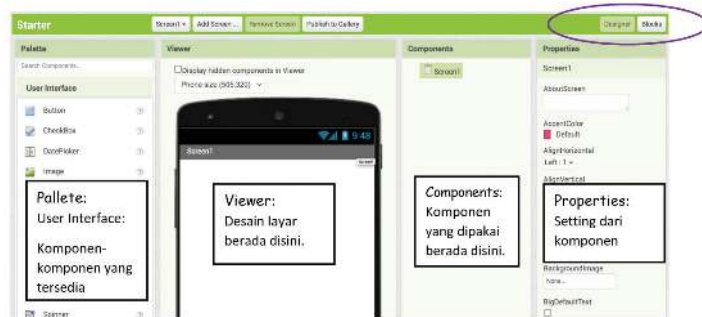 Starter
Screen1
Add Screen ...
Remove Screen
Publish to Gallery
Designer
Blocks
Palette
Viewer
Components
Properties
Search Components...
User Interface
Button
CheckBox
DatePicker
Image
Spinner
Display hidden components in Viewer
Phone size (505,320)
9:48
Screen1
Screen1
Screen1
AboutScreen
AccentColor
Default
AlignHorizontal
Left : 1
AlignVertical
BackgroundImage
None...
BigDefaultText
Pallete:
User Interface:
Komponen-
komponen yang
tersedia
Viewer:
Desain layar
berada disini.
Components:
Komponen
yang dipakai
berada disini.
Properties:
Setting dari
komponen